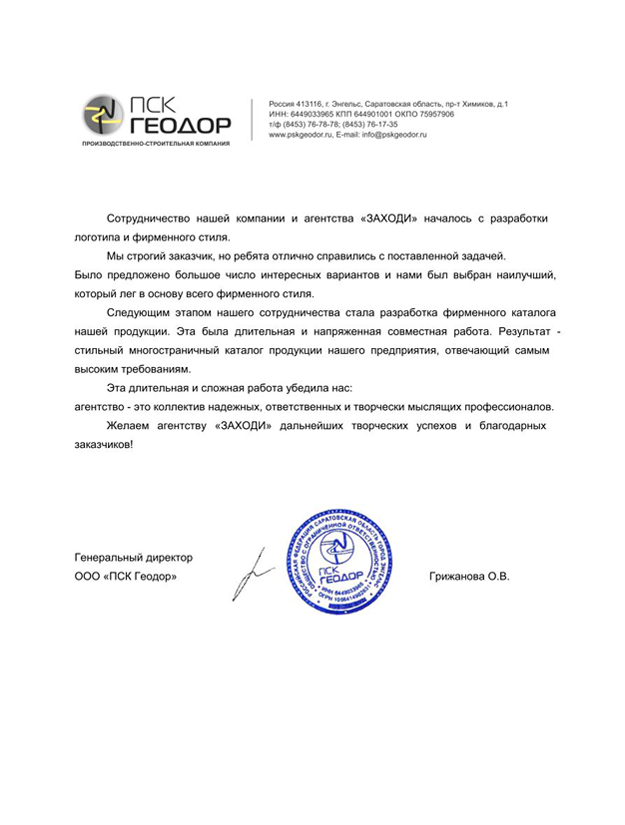 ПСК
ГЕОДОР
ПРОИЗВОДСТВЕННО-СТРОИТЕЛЬНАЯ КОМПАНИЯ
Россия 413116, г. Энгельс, Саратовская область, пр-т Химиков, д.1
ИНН: 6449033965 КПП 644901001 ОКПО 75957906
т/ф (8453) 76-78-78; (8453) 76-17-35
www.pskgeodor.ru, E-mail: info@pskgeodor.ru
Сотрудничество нашей компании и агентства «ЗАХОДИ» началось с разработки
логотипа и фирменного стиля.
Мы строгий заказчик, но ребята отлично справились с поставленной задачей.
Было предложено большое число интересных вариантов и нами был выбран наилучший,
который лег в основу всего фирменного стиля.
Следующим этапом нашего сотрудничества стала разработка фирменного каталога
нашей продукции. Эта была длительная и напряженная совместная работа. Результат -
стильный многостраничный каталог продукции нашего предприятия, отвечающий самым
высоким требованиям.
Эта длительная и сложная работа убедила нас:
агентство - это коллектив надежных, ответственных и творчески мыслящих профессионалов.
Желаем агентству «ЗАХОДИ» дальнейших творческих успехов и благодарных
заказчиков!
Генеральный директор
ООО «ПСК Геодор»
Грижанова О.В.
РОССИЙСКАЯ ФЕДЕРАЦИЯ САРАТОВСКАЯ ОБЛАСТЬ ГОРОД ЭНГЕЛЬС
ОБЩЕСТВО С ОГРАНИЧЕННОЙ ОТВЕТСТВЕННОСТЬЮ
ПСК
ГЕОДОР
ИНН 6449033965
ОГРН